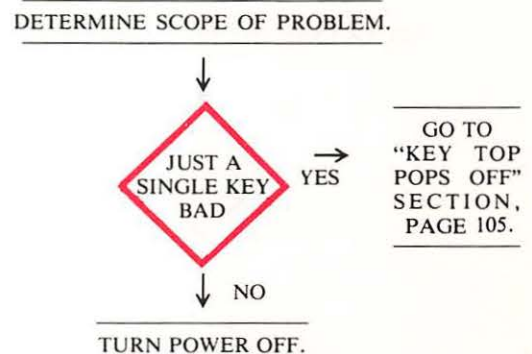 DETERMINE SCOPE OF PROBLEM.
JUST A
SINGLE KEY
BAD
YES
GO TO
"KEY TOP
POPS OFF"
SECTION,
PAGE 105.
NO
TURN POWER OFF.